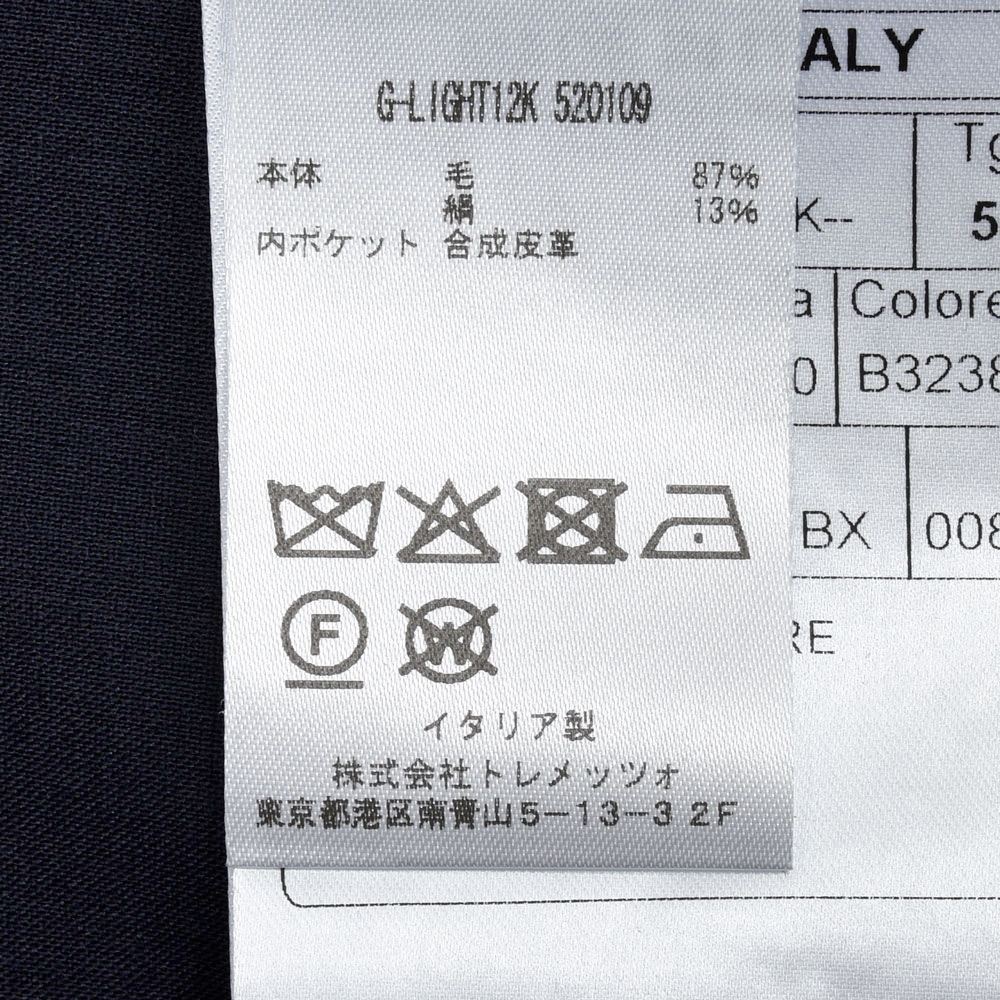 G-LIGHT12K 520109
本体 毛 87%
絹 13%
内ポケット 合成皮革
F
W
イタリア製
株式会社トレメッツォ
東京都港区南青山5-13-3 2F
ALY
Tg
K-- 5
a Colore
0 B3238
BX 008
RE